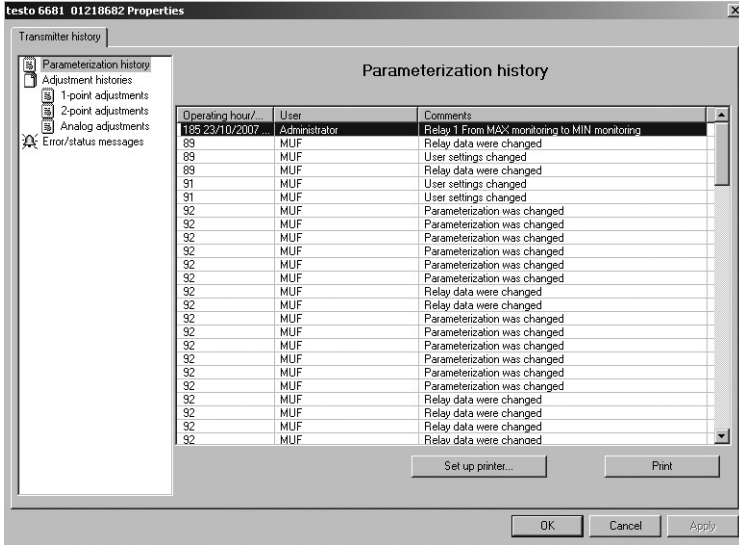 testo 6681 01218682 Properties
Transmitter history
Parameterization history
Adjustment histories
1-point adjustments
2-point adjustments
Analog adjustments
Error/status messages
Parameterization history
Operating hour/... User Comments
185 23/10/2007 ... Administrator Relay 1 From MAX monitoring to MIN monitoring
89 MUF Relay data were changed
89 MUF User settings changed
89 MUF Relay data were changed
91 MUF User settings changed
91 MUF User settings changed
92 MUF Parameterization was changed
92 MUF Parameterization was changed
92 MUF Parameterization was changed
92 MUF Parameterization was changed
92 MUF Parameterization was changed
92 MUF Parameterization was changed
92 MUF Relay data were changed
92 MUF Relay data were changed
92 MUF Parameterization was changed
92 MUF Parameterization was changed
92 MUF Parameterization was changed
92 MUF Parameterization was changed
92 MUF Parameterization was changed
92 MUF Parameterization was changed
92 MUF Relay data were changed
92 MUF Relay data were changed
92 MUF Relay data were changed
92 MUF Relay data were changed
Set up printer... Print
OK Cancel Apply